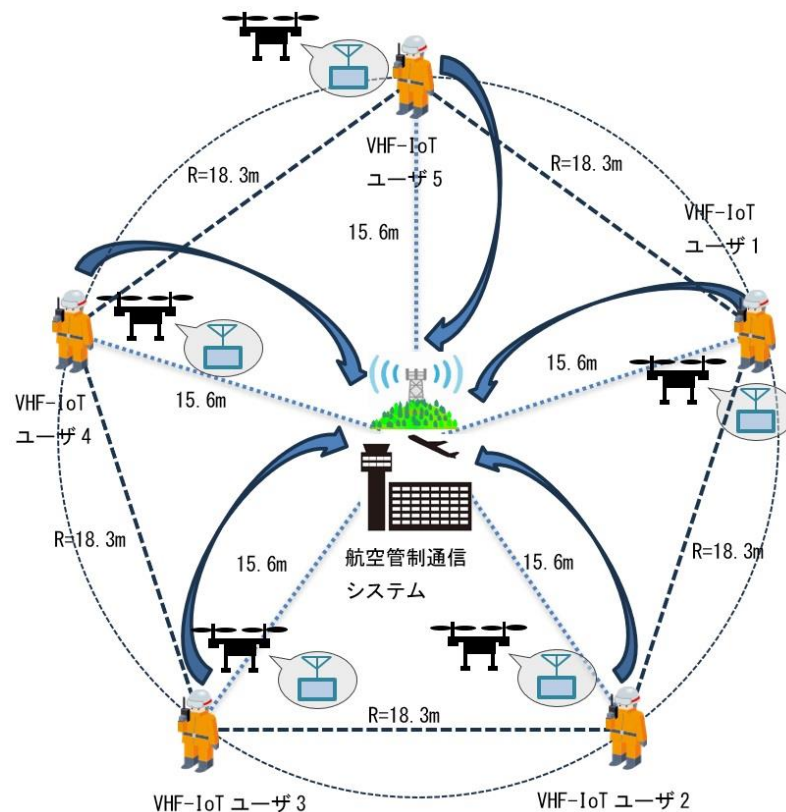 VHF-IoT
ユーザ5
R=18.3m
R=18.3m
VHF-IoT
ユーザ1
15.6m
15.6m
15.6m
VHF-IoT
ユーザ4
R=18.3m
15.6m
航空管制通信
システム
15.6m
R=18.3m
R=18.3m
VHF-IoT ユーザ3
VHF-IoT ユーザ2